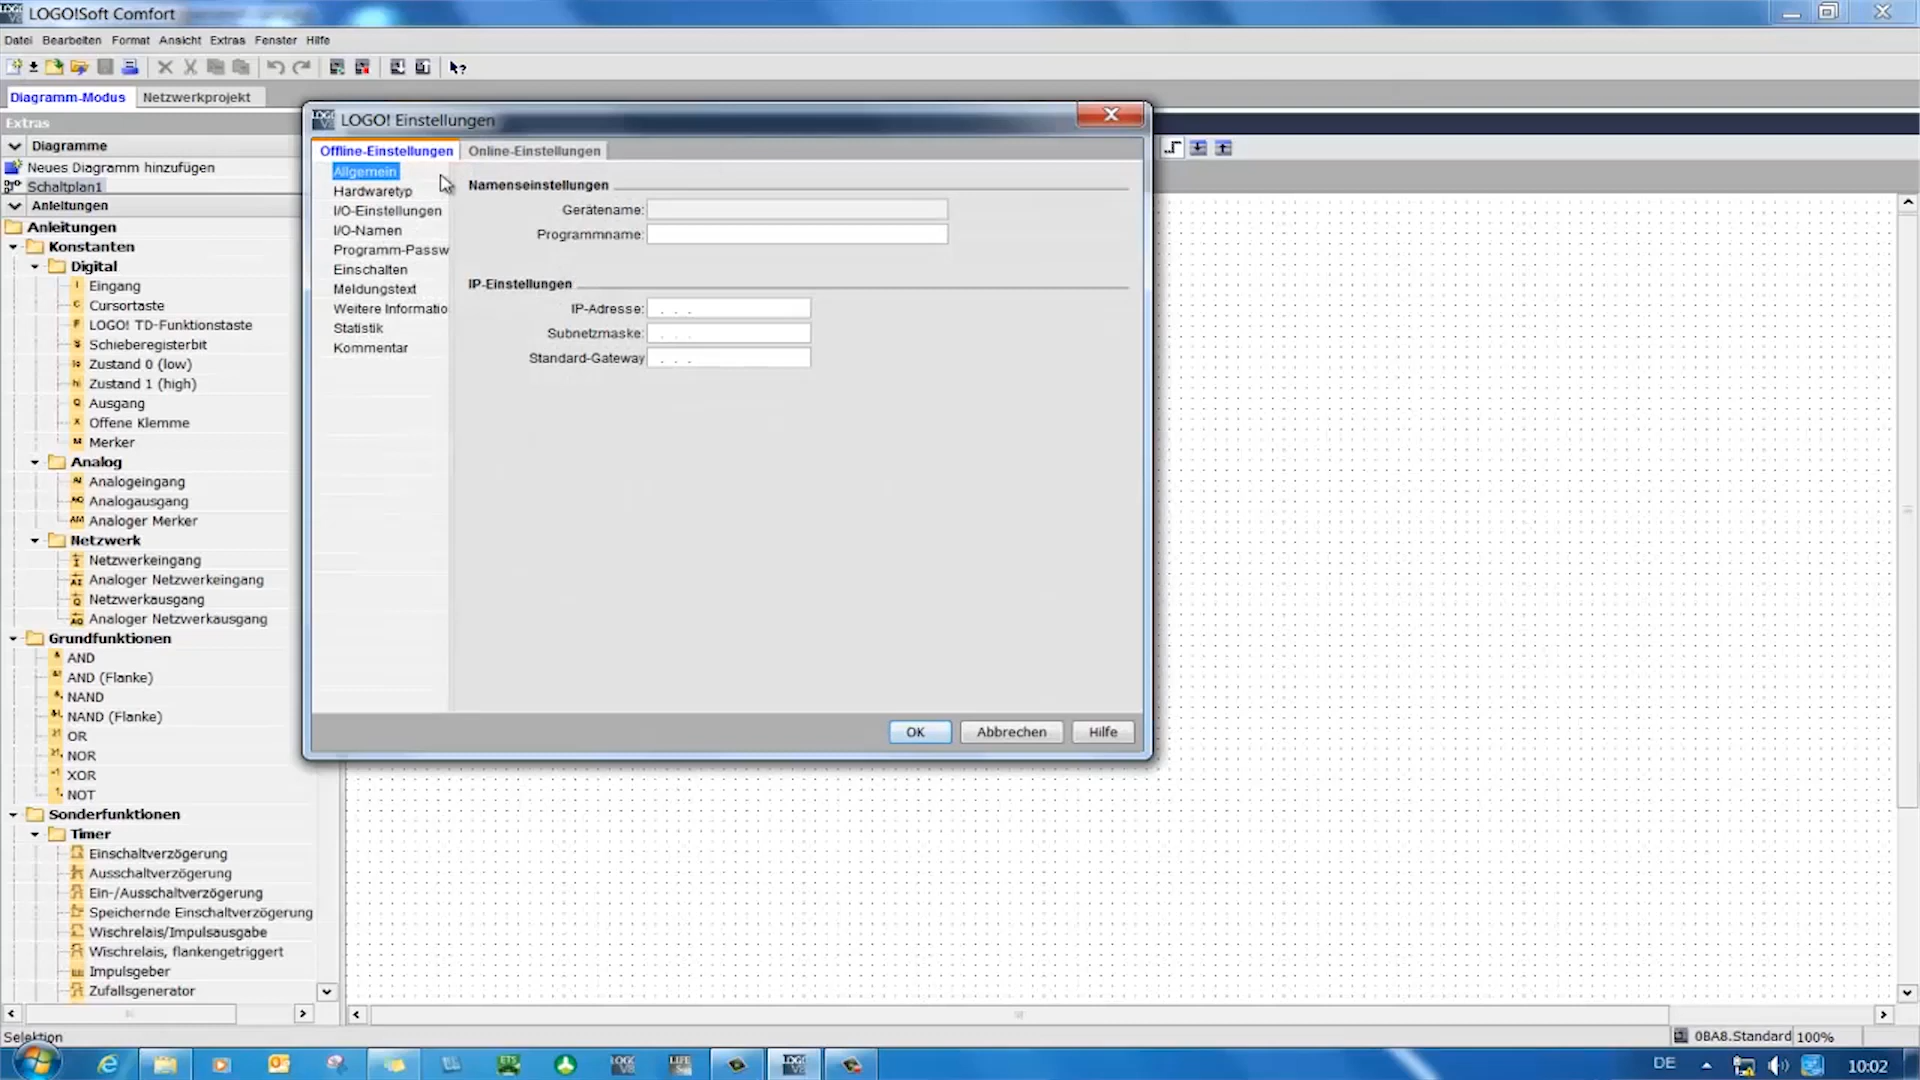 LOGO!Soft Comfort
Datei Bearbeiten Format Ansicht Extras Fenster Hilfe
Diagramm-Modus Netzwerkprojekt
Extras
Diagramme
Neues Diagramm hinzufügen
Schaltplan1
Anleitungen
Anleitungen
Konstanten
Digital
Eingang
Cursortaste
LOGO! TD-Funktionstaste
Schieberegisterbit
Zustand 0 (low)
Zustand 1 (high)
Ausgang
Offene Klemme
Merker
Analog
Analogeingang
Analogausgang
Analoger Merker
Netzwerk
Netzwerkeingang
Analoger Netzwerkeingang
Netzwerkausgang
Analoger Netzwerkausgang
Grundfunktionen
AND
AND (Flanke)
NAND
NAND (Flanke)
OR
NOR
XOR
NOT
Sonderfunktionen
Timer
Einschaltverzögerung
Ausschaltverzögerung
Ein-/Ausschaltverzögerung
Speichernde Einschaltverzögerung
Wischrelais/Impulsausgabe
Wischrelais, flankengetriggert
Impulsgeber
Zufallsgenerator
LOGO! Einstellungen
Offline-Einstellungen Online-Einstellungen
Allgemein
Hardwaretyp
I/O-Einstellungen
I/O-Namen
Programm-Passw
Einschalten
Meldungstext
Weitere Informatio
Statistik
Kommentar
Namenseinstellungen
Gerätename:
Programmname:
IP-Einstellungen
IP-Adresse: . . .
Subnetzmaske: . . .
Standard-Gateway . . .
OK Abbrechen Hilfe
Selektion
0BA8.Standard 100%
DE 10:02